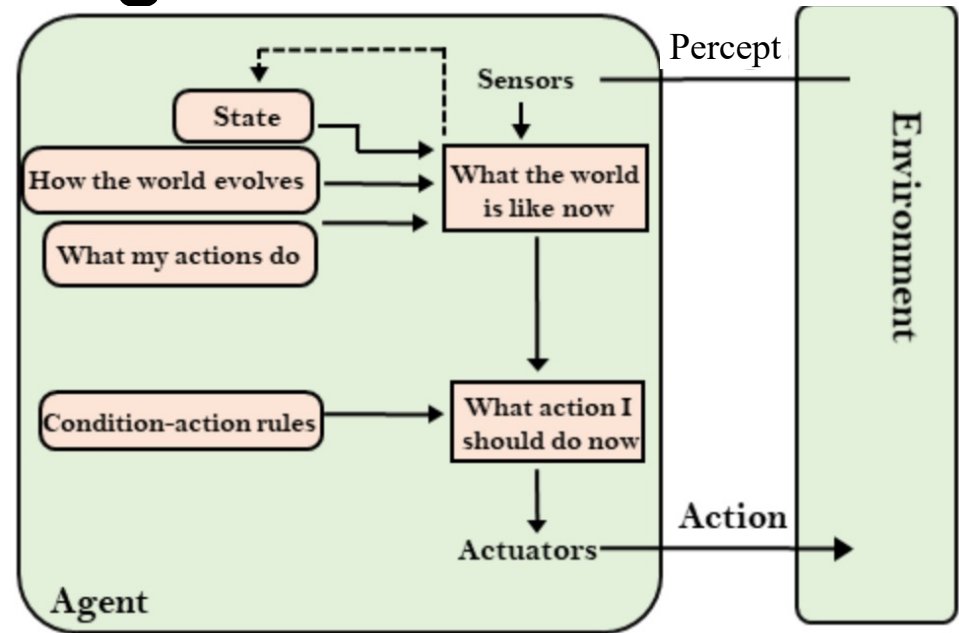 Percept
Sensors
State
How the world evolves
What the world
is like now
What my actions do
Environment
Condition-action rules
What action I
should do now
Action
Actuators
Agent